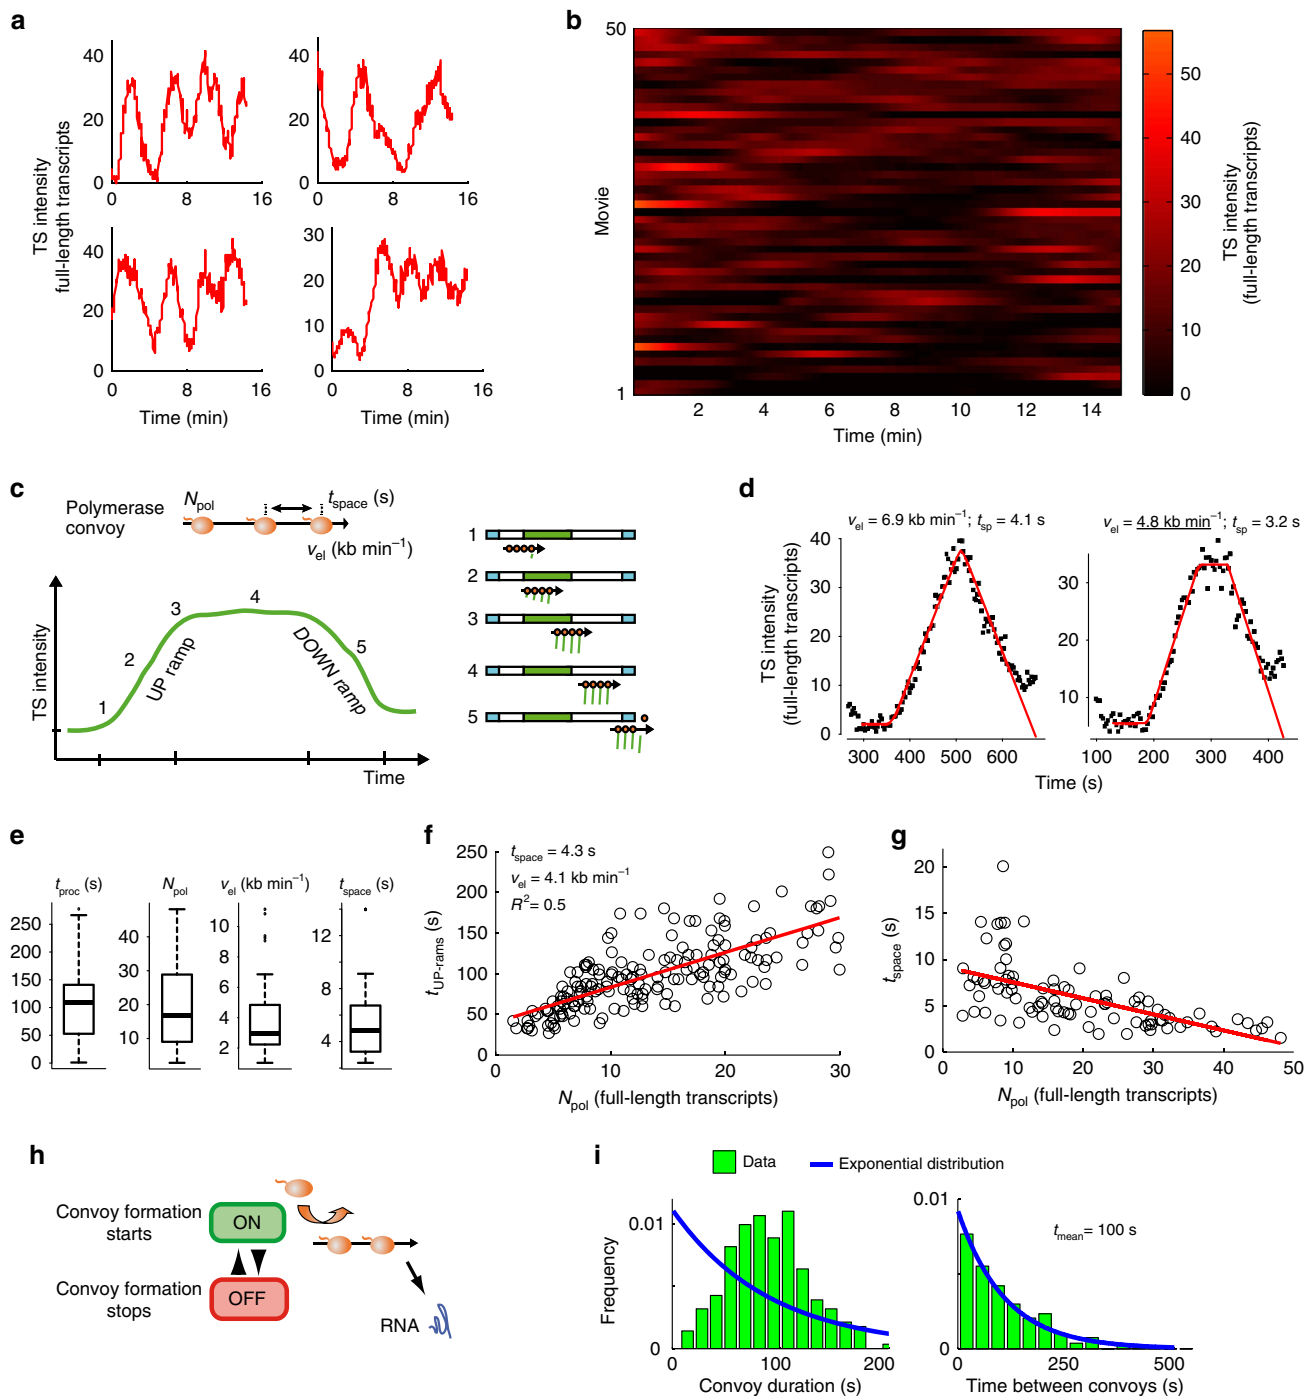 a
TS intensity
full-length transcripts
40
20
0
0 8 16
40
20
0
0 8 16
40
20
0
0 8 16
30
20
10
0
0 8 16
Time (min)
Time (min)
b
Movie
50
1
2 4 6 8 10 12 14
Time (min)
50
40
30
20
10
0
TS intensity
(full-length transcripts)
c
Polymerase
convoy
Npol
tspace (s)
vel (kb min−1)
TS intensity
1
2
3
4
5
UP ramp
DOWN ramp
Time
1
2
3
4
5
d
vel = 6.9 kb min−1; tsp = 4.1 s
vel = 4.8 kb min−1; tsp = 3.2 s
TS intensity
(full-length transcripts)
40
30
20
10
0
300 400 500 600
30
20
10
100 200 300 400
Time (s)
e
tproc (s)
250
200
150
100
50
0
Npol
40
30
20
10
vel (kb min−1)
10
8
6
4
2
tspace (s)
12
8
4
f
tspace = 4.3 s
vel = 4.1 kb min−1
R2= 0.5
tUP-rams (s)
250
200
150
100
50
0
10 20 30
Npol (full-length transcripts)
g
tspace (s)
20
15
10
5
0
0 10 20 30 40 50
Npol (full-length transcripts)
h
Convoy formation
starts
ON
Convoy formation
stops
OFF
RNA
i
Data
Exponential distribution
Frequency
0.01
0
0 100 200
Convoy duration (s)
0.01
0
tmean= 100 s
0 250 500
Time between convoys (s)